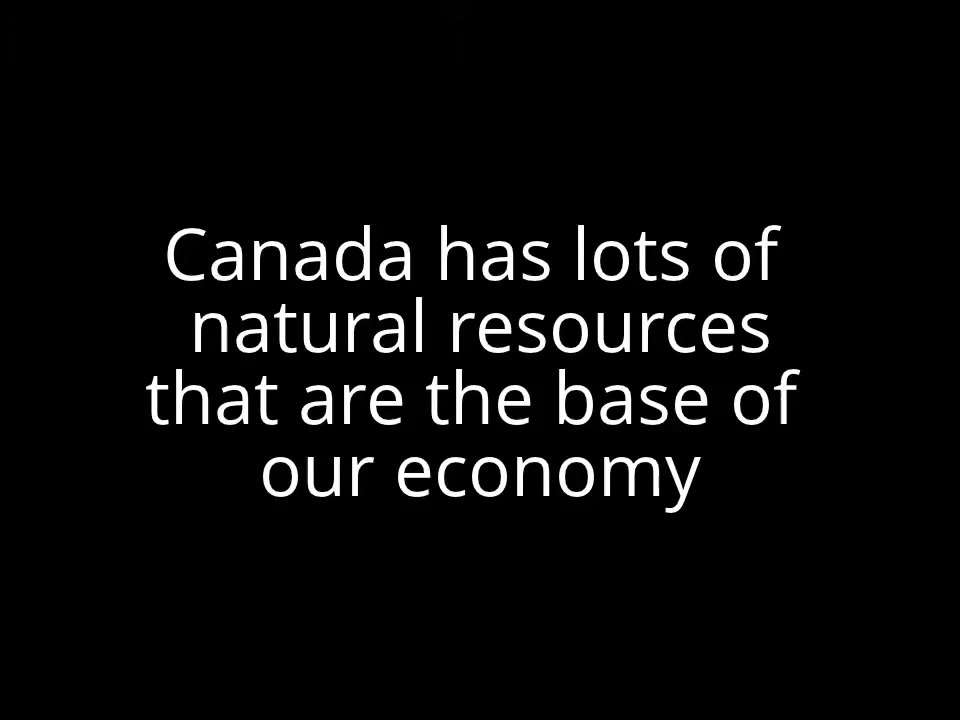 Canada has lots of
natural resources
that are the base of
our economy